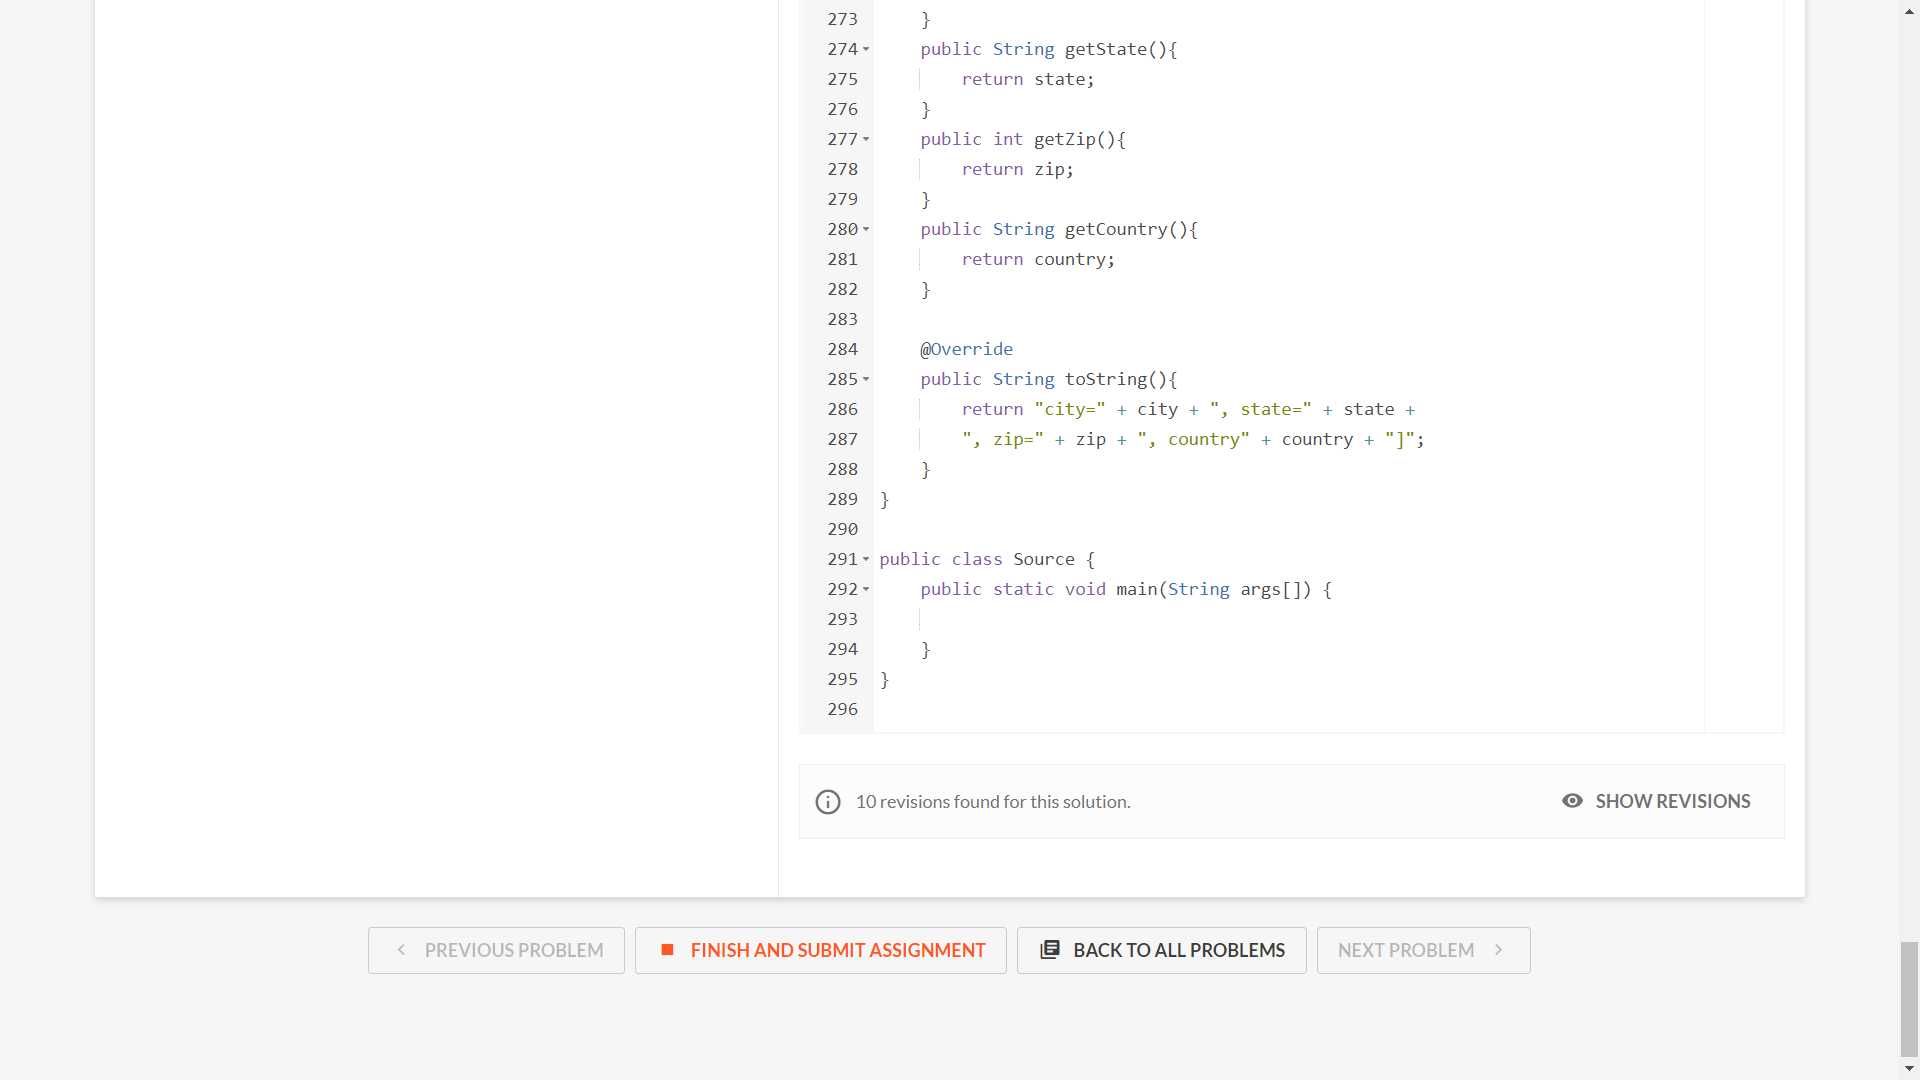 273 }
274 public String getState(){
275 return state;
276 }
277 public int getZip(){
278 return zip;
279 }
280 public String getCountry(){
281 return country;
282 }
283
284 @Override
285 public String toString(){
286 return "city=" + city + ", state=" + state +
287 ", zip=" + zip + ", country" + country + "]";
288 }
289 }
290
291 public class Source {
292 public static void main(String args[]) {
293
294 }
295 }
296
10 revisions found for this solution.
SHOW REVISIONS
PREVIOUS PROBLEM
FINISH AND SUBMIT ASSIGNMENT
BACK TO ALL PROBLEMS
NEXT PROBLEM